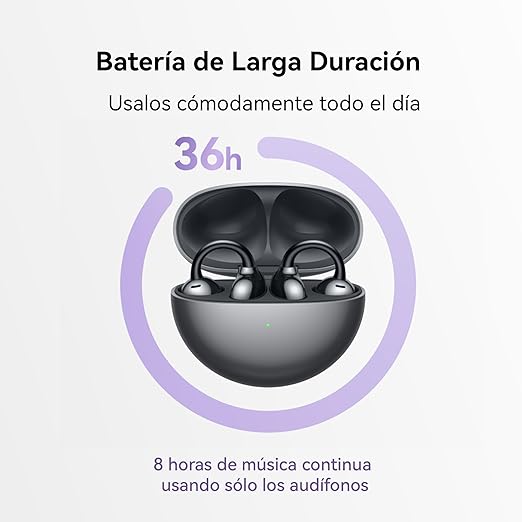 Batería de Larga Duración
Usalos cómodamente todo el día
36h
8 horas de música continua
usando sólo los audífonos